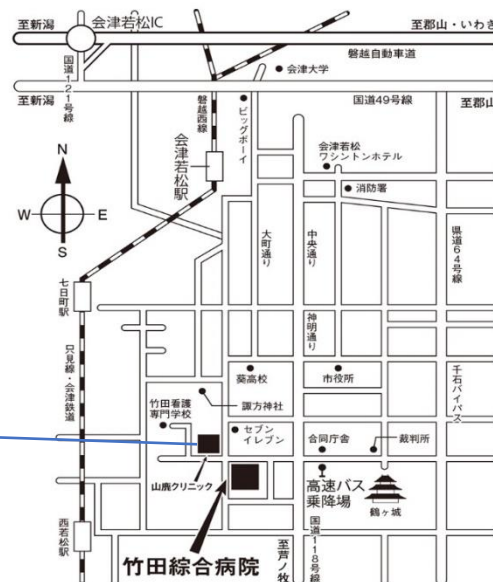 会津若松IC
至新潟
至郡山・いわき
磐越自動車道
国道121号線
会津大学
至新潟
国道49号線
至郡山
磐越西線
ビッグボーイ
会津若松駅
会津若松
ワシントンホテル
消防署
N
W
E
S
大町通り
中央通り
県道64号線
七日町駅
神明通り
只見線・会津鉄道
千石バイパス
葵高校
市役所
諏方神社
竹田看護
専門学校
セブン
イレブン
合同庁舎
裁判所
山鹿クリニック
高速バス
乗降場
鶴ヶ城
西若松駅
竹田綜合病院
至芦ノ牧
国道118号線